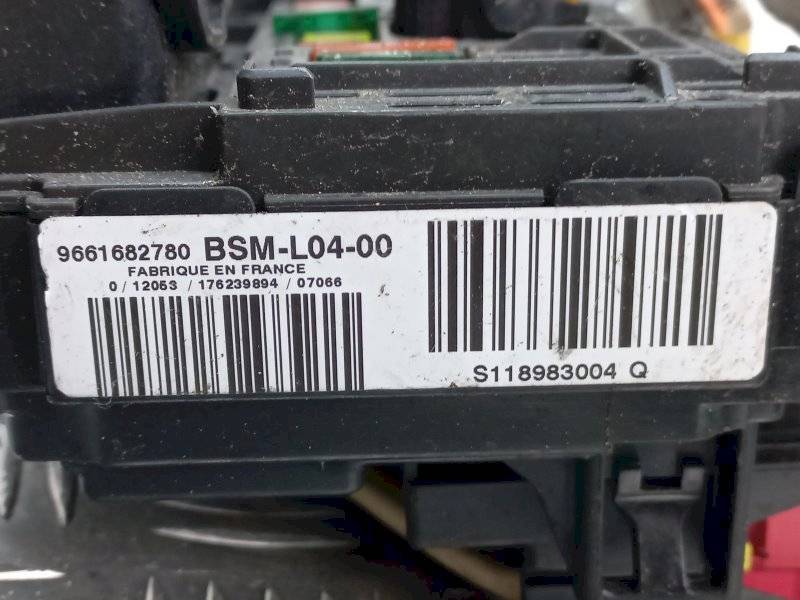 9661682780 BSM-L04-00
FABRIQUE EN FRANCE
0/12053 /176239894 /07066
S118983004 Q